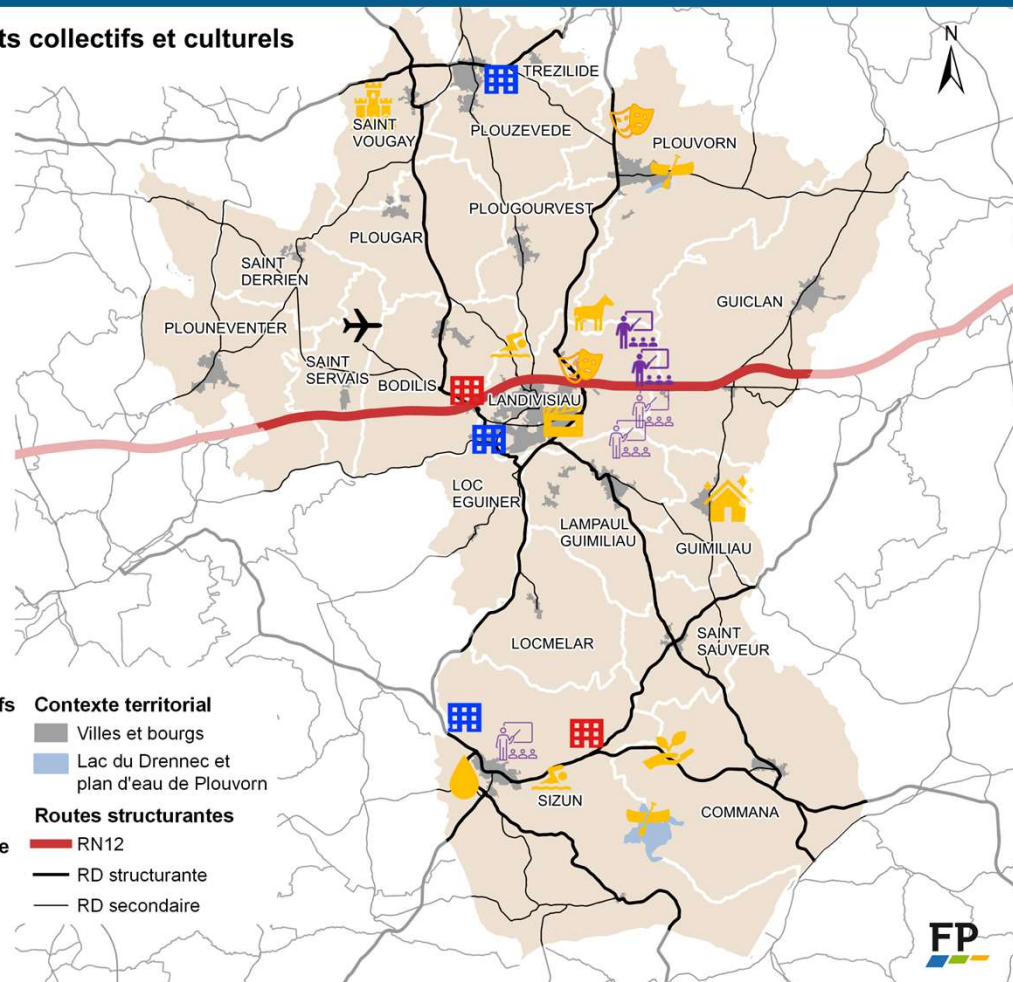 ts collectifs et culturels
N
TREZILIDE
SAINT
VOUGAY
PLOUZEVEDE
PLOUVORN
PLOUGOURVEST
PLOUGAR
SAINT
DERRIEN
GUICLAN
PLOUNEVENTER
SAINT
SERVAIS
BODILIS
LANDIVISIAU
LOC
EGUINER
LAMPAUL
GUIMILIAU
GUIMILIAU
LOCMELAR
SAINT
SAUVEUR
SIZUN
COMMANA
fs
Contexte territorial
Villes et bourgs
Lac du Drennec et
plan d'eau de Plouvorn
Routes structurantes
e
RN12
RD structurante
RD secondaire
FP